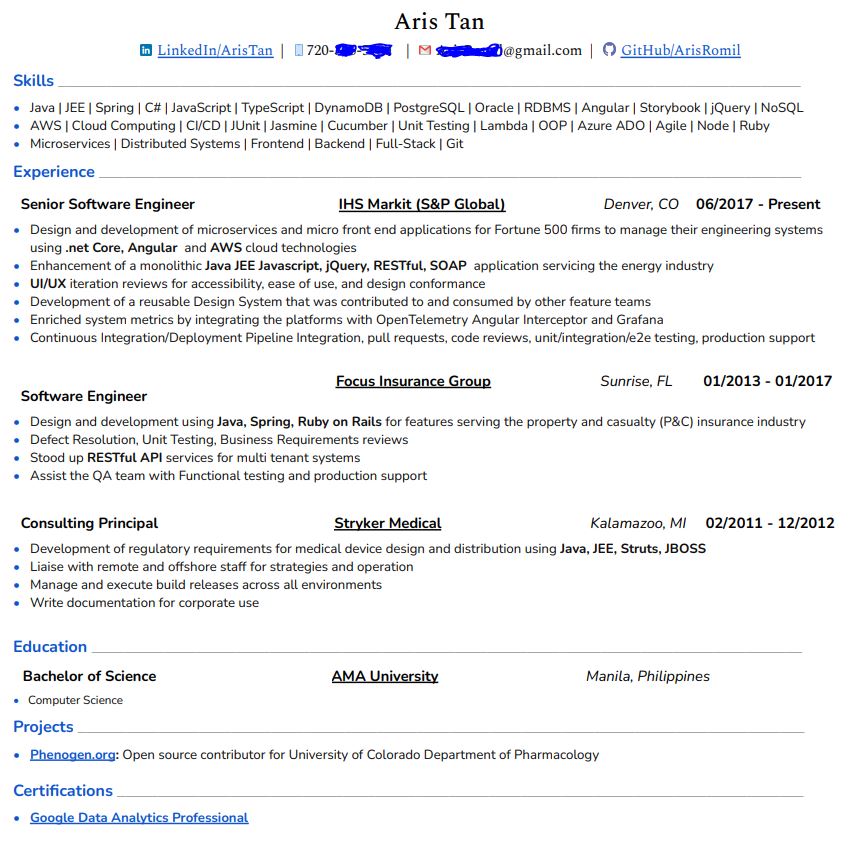 Aris Tan
LinkedIn/ArisTan | 720- | @gmail.com | GitHub/ArisRomil
Skills
• Java | JEE | Spring | C# | JavaScript | TypeScript | DynamoDB | PostgreSQL | Oracle | RDBMS | Angular | Storybook | jQuery | NoSQL
• AWS | Cloud Computing | CI/CD | JUnit | Jasmine | Cucumber | Unit Testing | Lambda | OOP | Azure ADO | Agile | Node | Ruby
• Microservices | Distributed Systems | Frontend | Backend | Full-Stack | Git
Experience
Senior Software Engineer IHS Markit (S&P Global) Denver, CO 06/2017 - Present
• Design and development of microservices and micro front end applications for Fortune 500 firms to manage their engineering systems
using .net Core, Angular and AWS cloud technologies
• Enhancement of a monolithic Java JEE Javascript, jQuery, RESTful, SOAP application servicing the energy industry
• UI/UX iteration reviews for accessibility, ease of use, and design conformance
• Development of a reusable Design System that was contributed to and consumed by other feature teams
• Enriched system metrics by integrating the platforms with OpenTelemetry Angular Interceptor and Grafana
• Continuous Integration/Deployment Pipeline Integration, pull requests, code reviews, unit/integration/e2e testing, production support
Focus Insurance Group Sunrise, FL 01/2013 - 01/2017
Software Engineer
• Design and development using Java, Spring, Ruby on Rails for features serving the property and casualty (P&C) insurance industry
• Defect Resolution, Unit Testing, Business Requirements reviews
• Stood up RESTful API services for multi tenant systems
• Assist the QA team with Functional testing and production support
Consulting Principal Stryker Medical Kalamazoo, MI 02/2011 - 12/2012
• Development of regulatory requirements for medical device design and distribution using Java, JEE, Struts, JBOSS
• Liaise with remote and offshore staff for strategies and operation
• Manage and execute build releases across all environments
• Write documentation for corporate use
Education
Bachelor of Science AMA University Manila, Philippines
• Computer Science
Projects
• Phenogen.org: Open source contributor for University of Colorado Department of Pharmacology
Certifications
• Google Data Analytics Professional